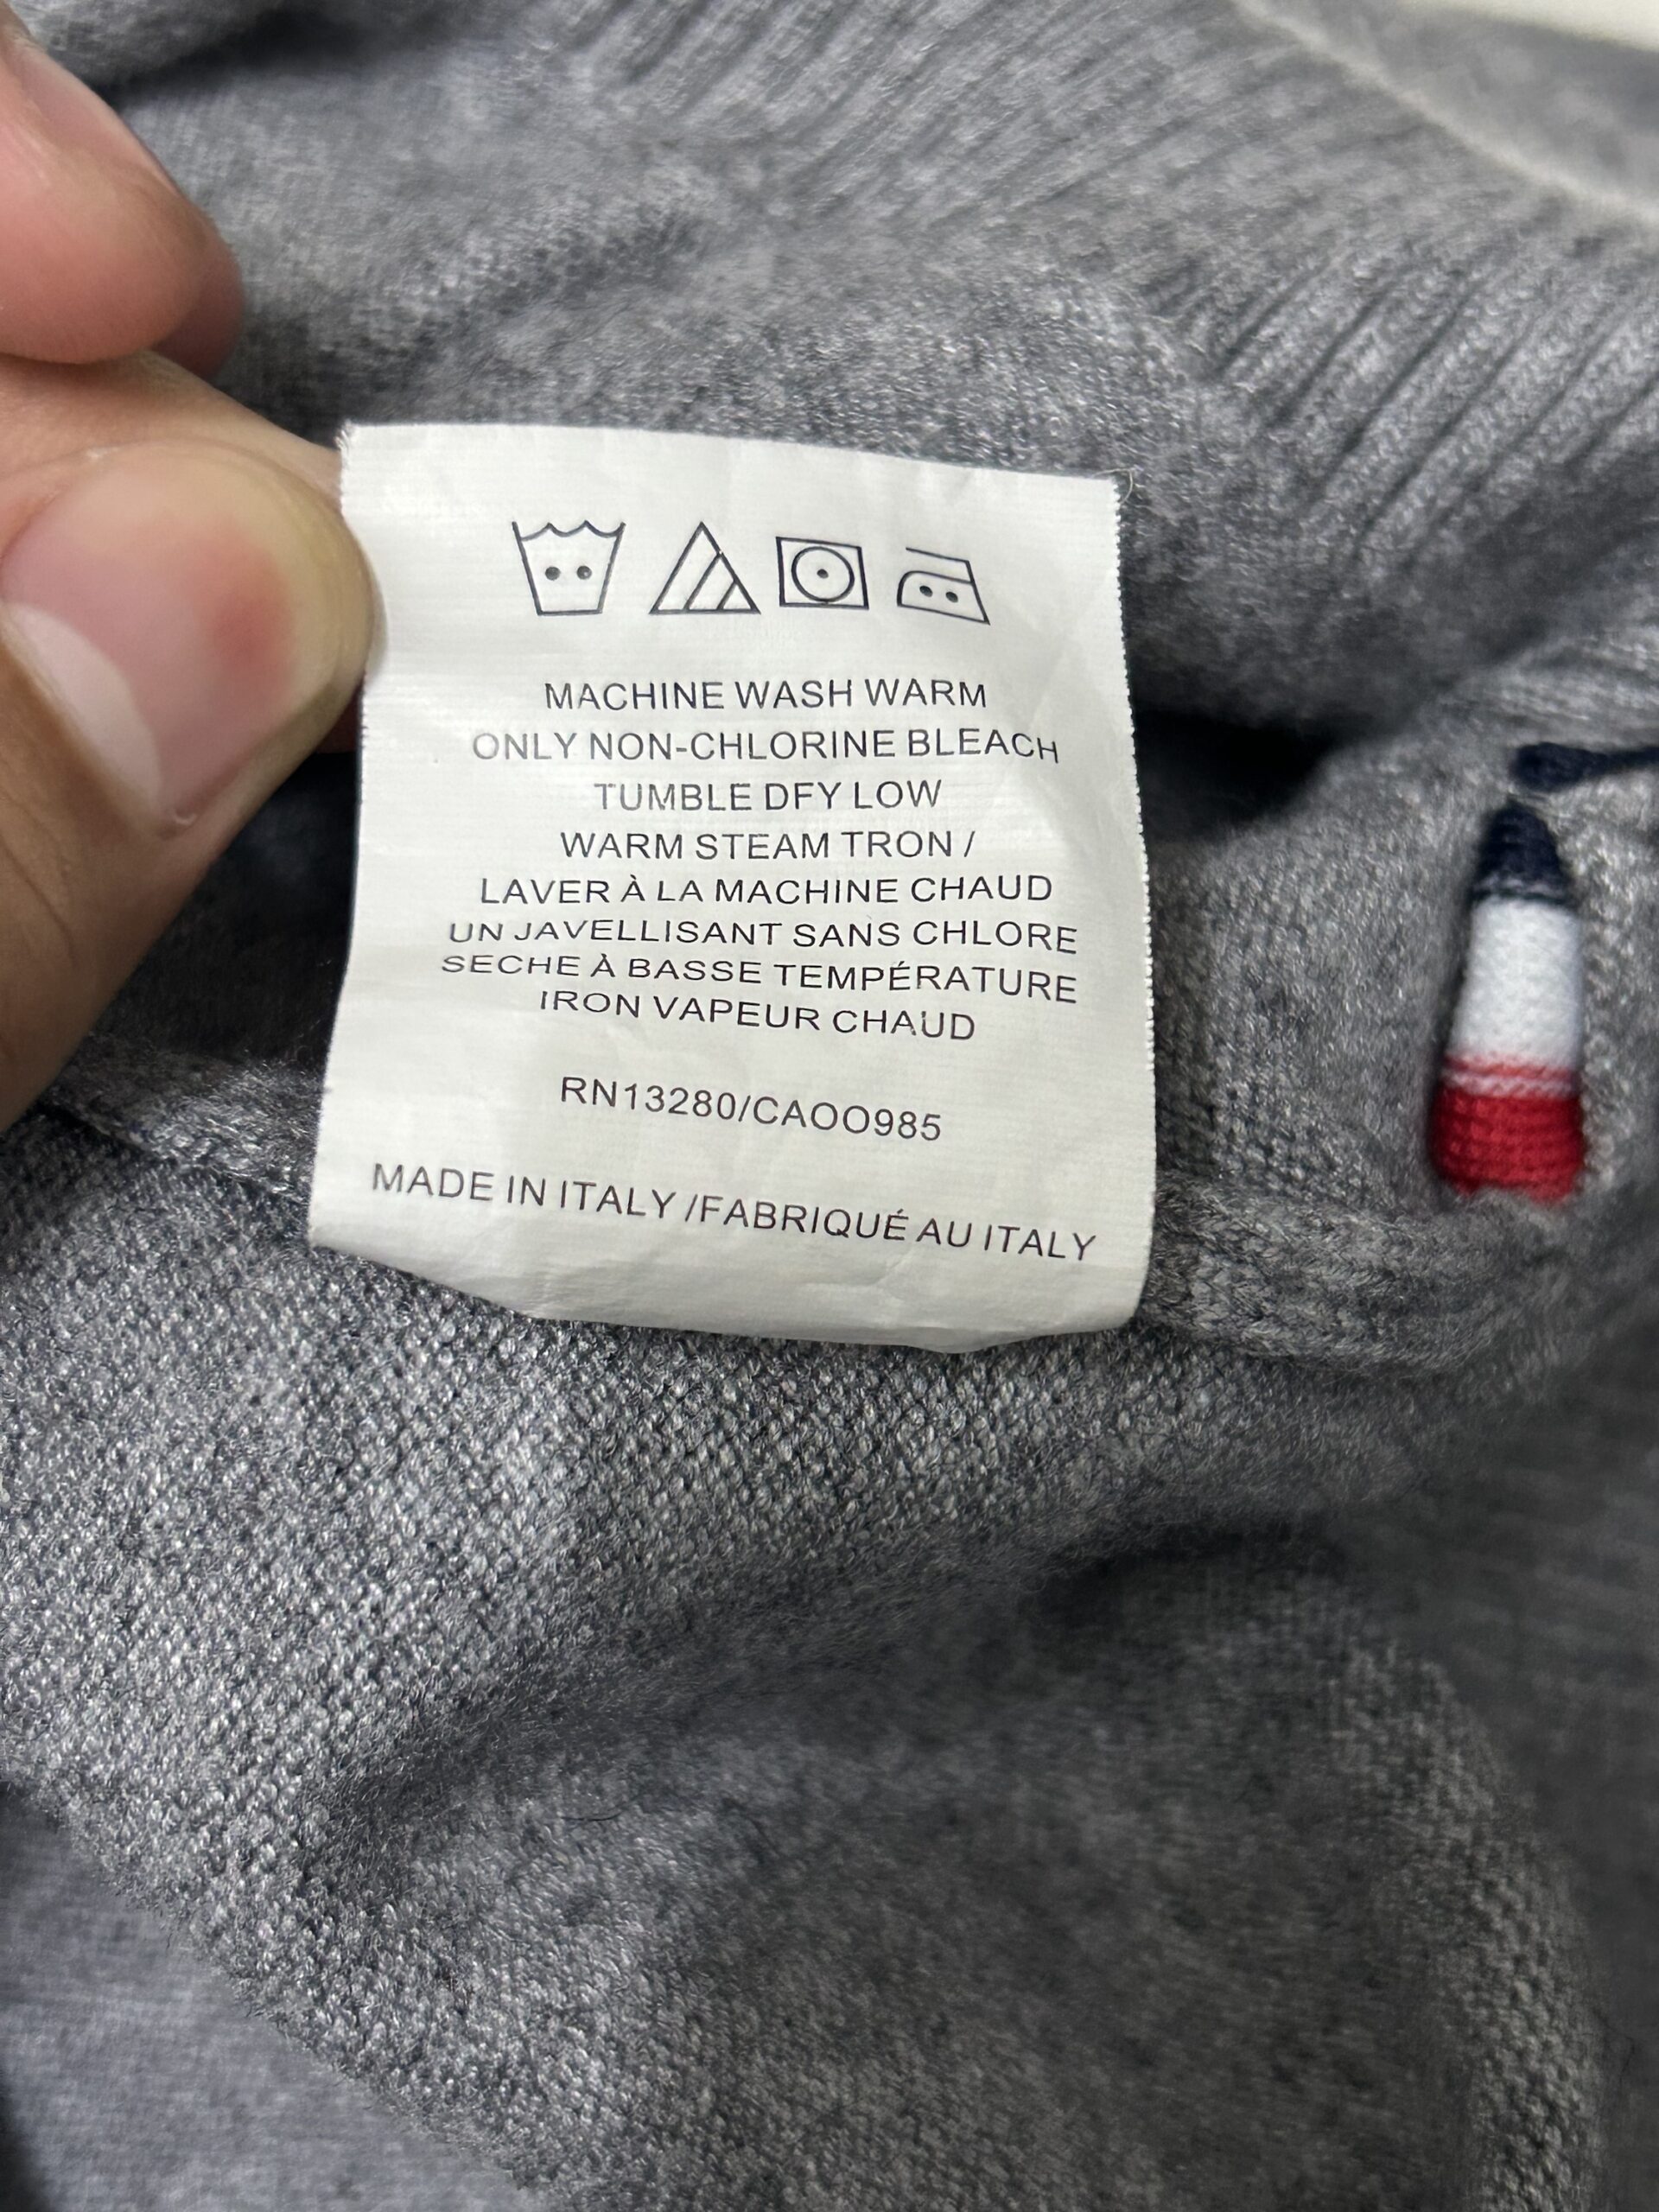 MACHINE WASH WARM
ONLY NON-CHLORINE BLEACH
TUMBLE DFY LOW
WARM STEAM TRON /
LAVER À LA MACHINE CHAUD
UN JAVELLISANT SANS CHLORE
SECHE À BASSE TEMPÉRATURE
IRON VAPEUR CHAUD
RN13280/CAOO985
MADE IN ITALY /FABRIQUÉ AU ITALY